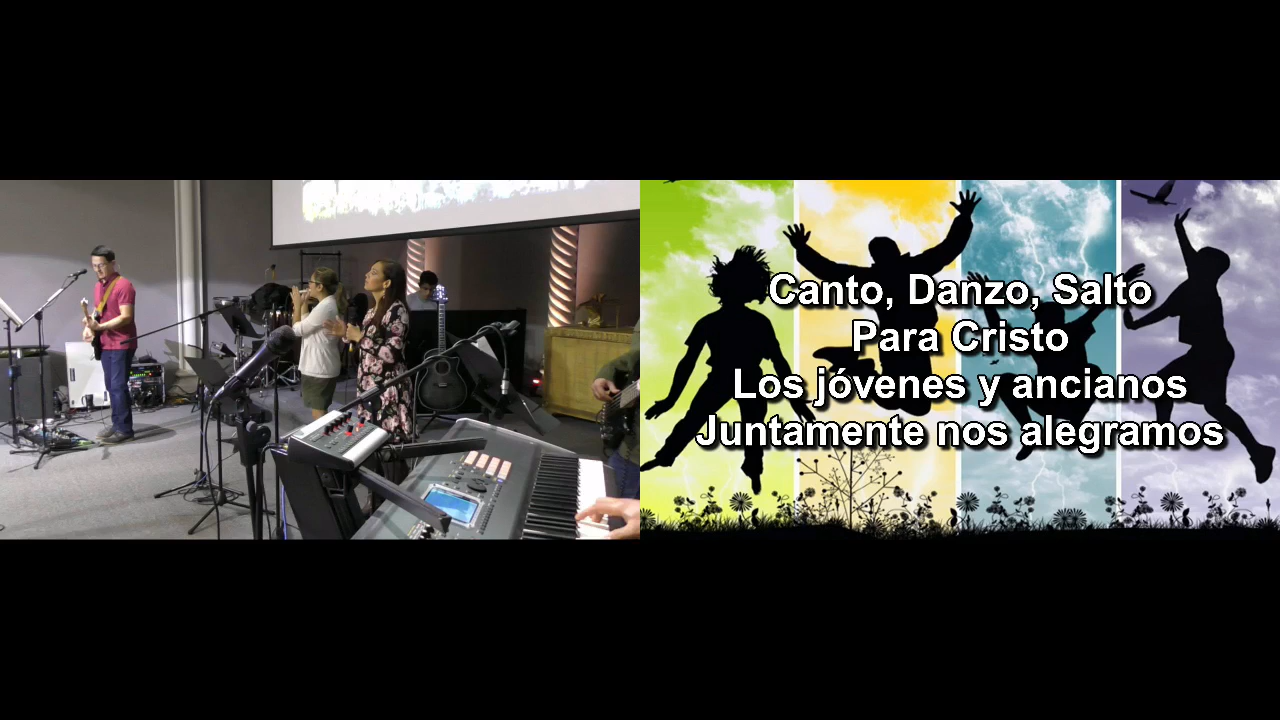 Canto, Danzo, Salto
Para Cristo
Los jóvenes y ancianos
Juntamente nos alegramos